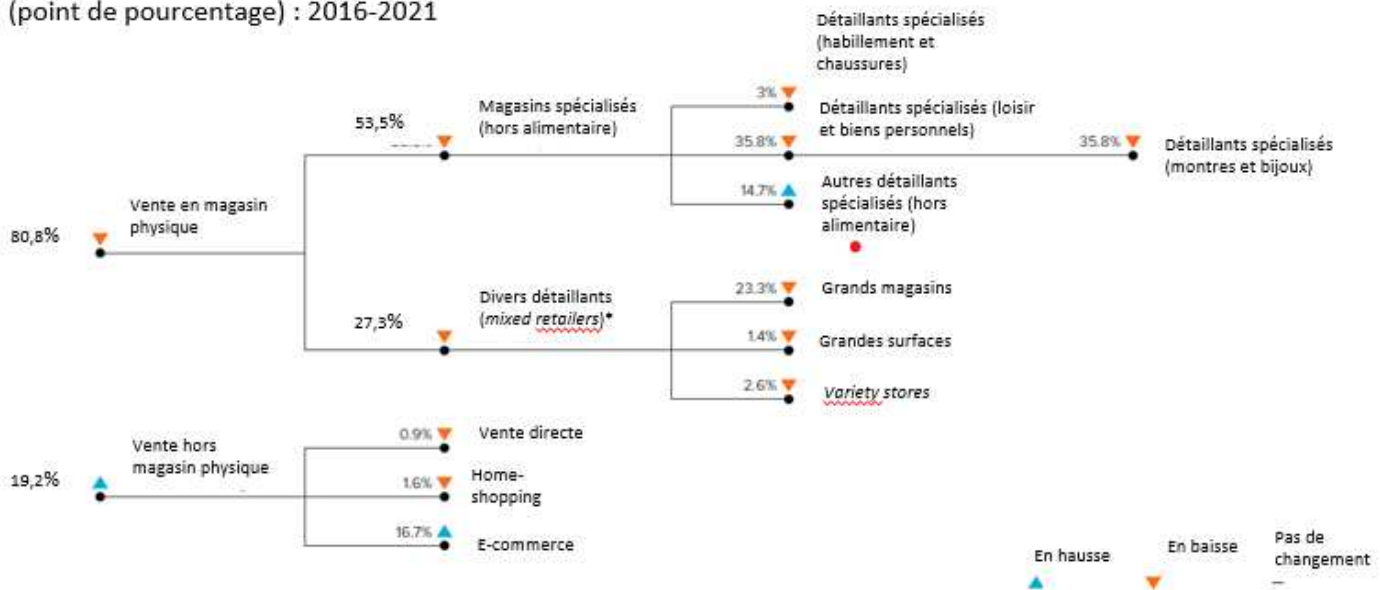 (point de pourcentage) : 2016-2021
Détaillants spécialisés
(habillement et
chaussures)
3%
Magasins spécialisés
(hors alimentaire)
53,5%
Détaillants spécialisés (loisir
et biens personnels)
35.8%
35.8%
Détaillants spécialisés
(montres et bijoux)
14.7%
Autres détaillants
spécialisés (hors
alimentaire)
Vente en magasin
physique
80,8%
23.3%
Grands magasins
Divers détaillants
(mixed retailers)*
27,3%
1.4%
Grandes surfaces
2.6%
Variety stores
0.9%
Vente directe
Vente hors
magasin physique
19,2%
1.6%
Home-
shopping
16.7%
E-commerce
En hausse
En baisse
Pas de
changement